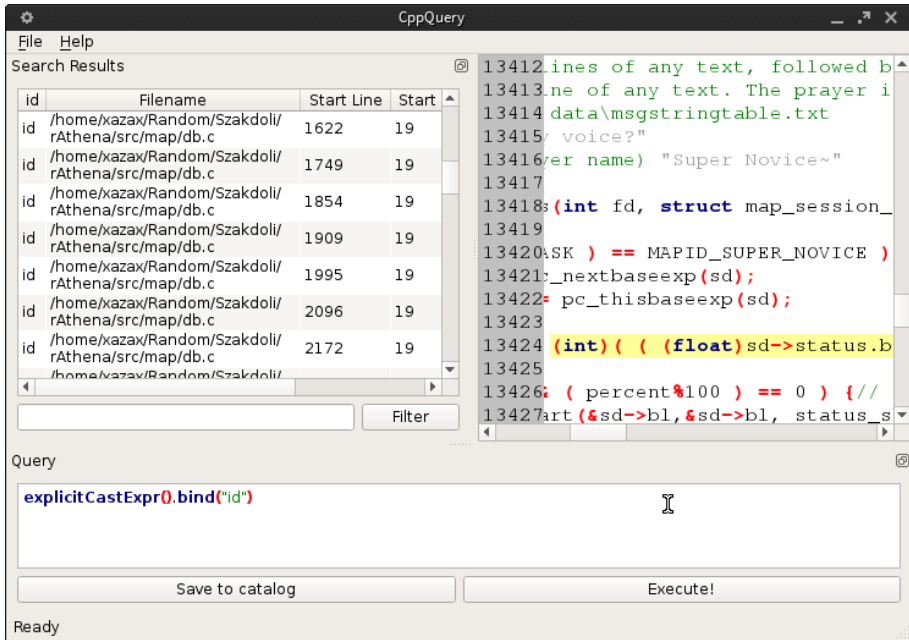 CppQuery
File Help
Search Results
id Filename Start Line Start
id /home/xazax/Random/Szakdoli/
rAthena/src/map/db.c 1622 19
id /home/xazax/Random/Szakdoli/
rAthena/src/map/db.c 1749 19
id /home/xazax/Random/Szakdoli/
rAthena/src/map/db.c 1854 19
id /home/xazax/Random/Szakdoli/
rAthena/src/map/db.c 1909 19
id /home/xazax/Random/Szakdoli/
rAthena/src/map/db.c 1995 19
id /home/xazax/Random/Szakdoli/
rAthena/src/map/db.c 2096 19
id /home/xazax/Random/Szakdoli/
rAthena/src/map/db.c 2172 19
/home/xazax/Random/Szakdoli/
Filter
13412 ines of any text, followed b
13413 ne of any text. The prayer i
13414 data\msgstringtable.txt
13415 voice?"
13416 er name) "Super Novice~"
13417
13418 s(int fd, struct map_session_
13419
13420 ASK ) == MAPID_SUPER_NOVICE )
13421 c_nextbaseexp(sd);
13422 = pc_thisbaseexp(sd);
13423
13424 (int)( ( (float)sd->status.b
13425
13426 & ( percent%100 ) == 0 ) {//
13427 art(&sd->bl,&sd->bl, status_s
Query
explicitCastExpr().bind("id")
Save to catalog Execute!
Ready